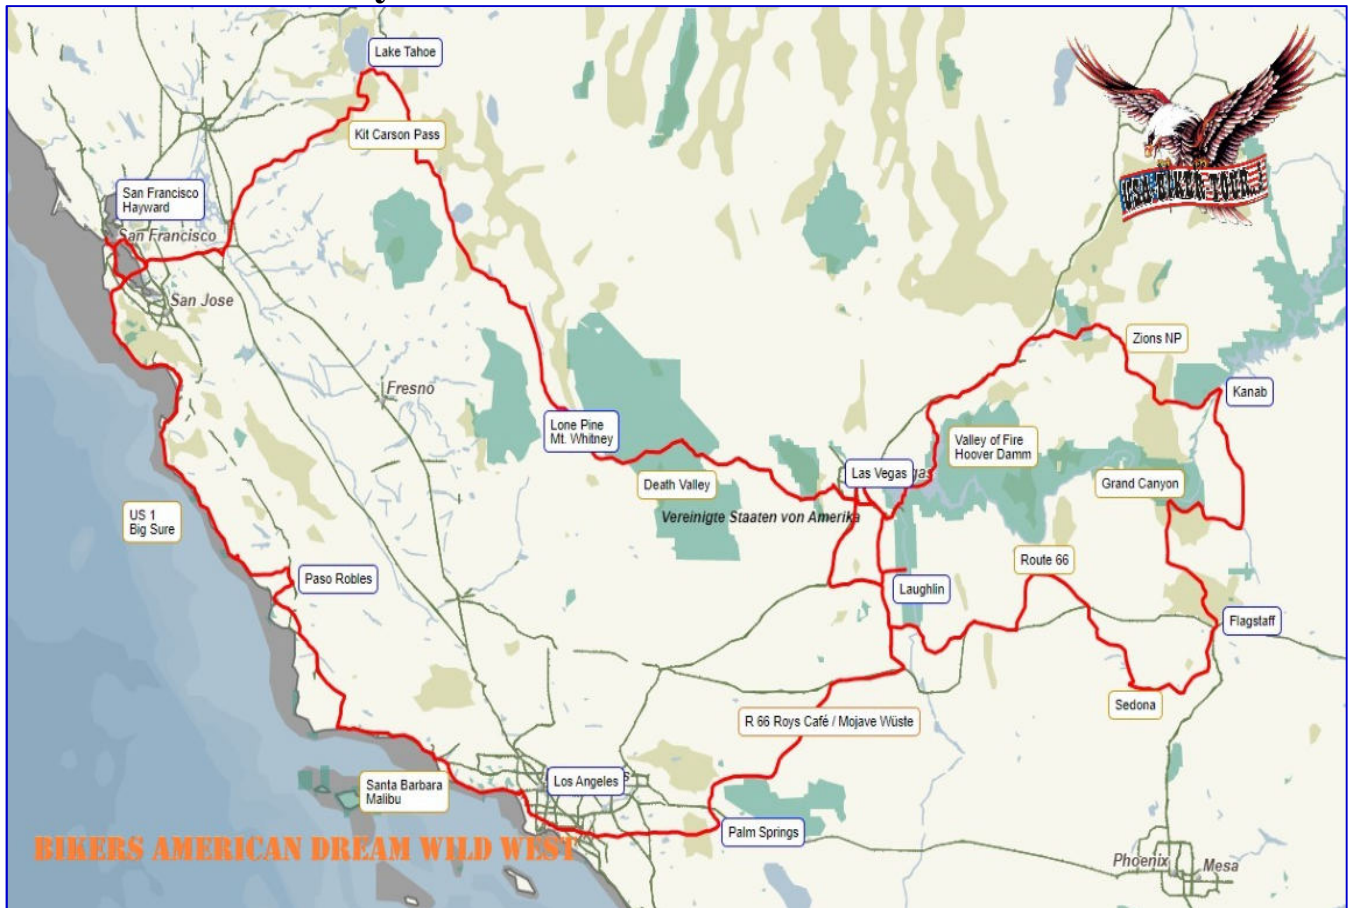 Lake Tahoe
Kit Carson Pass
San Francisco
Hayward
San Francisco
San Jose
USA BIKER TOUR
Fresno
Zions NP
Kanab
Lone Pine
Mt. Whitney
Valley of Fire
Hoover Damm
Las Vegas
Death Valley
Grand Canyon
Vereinigte Staaten von Amerika
US 1
Big Sure
Route 66
Paso Robles
Laughlin
Flagstaff
Sedona
R 66 Roys Café / Mojave Wüste
Santa Barbara
Malibu
Los Angeles
Palm Springs
BIKERS AMERICAN DREAM WILD WEST
Phoenix
Mesa